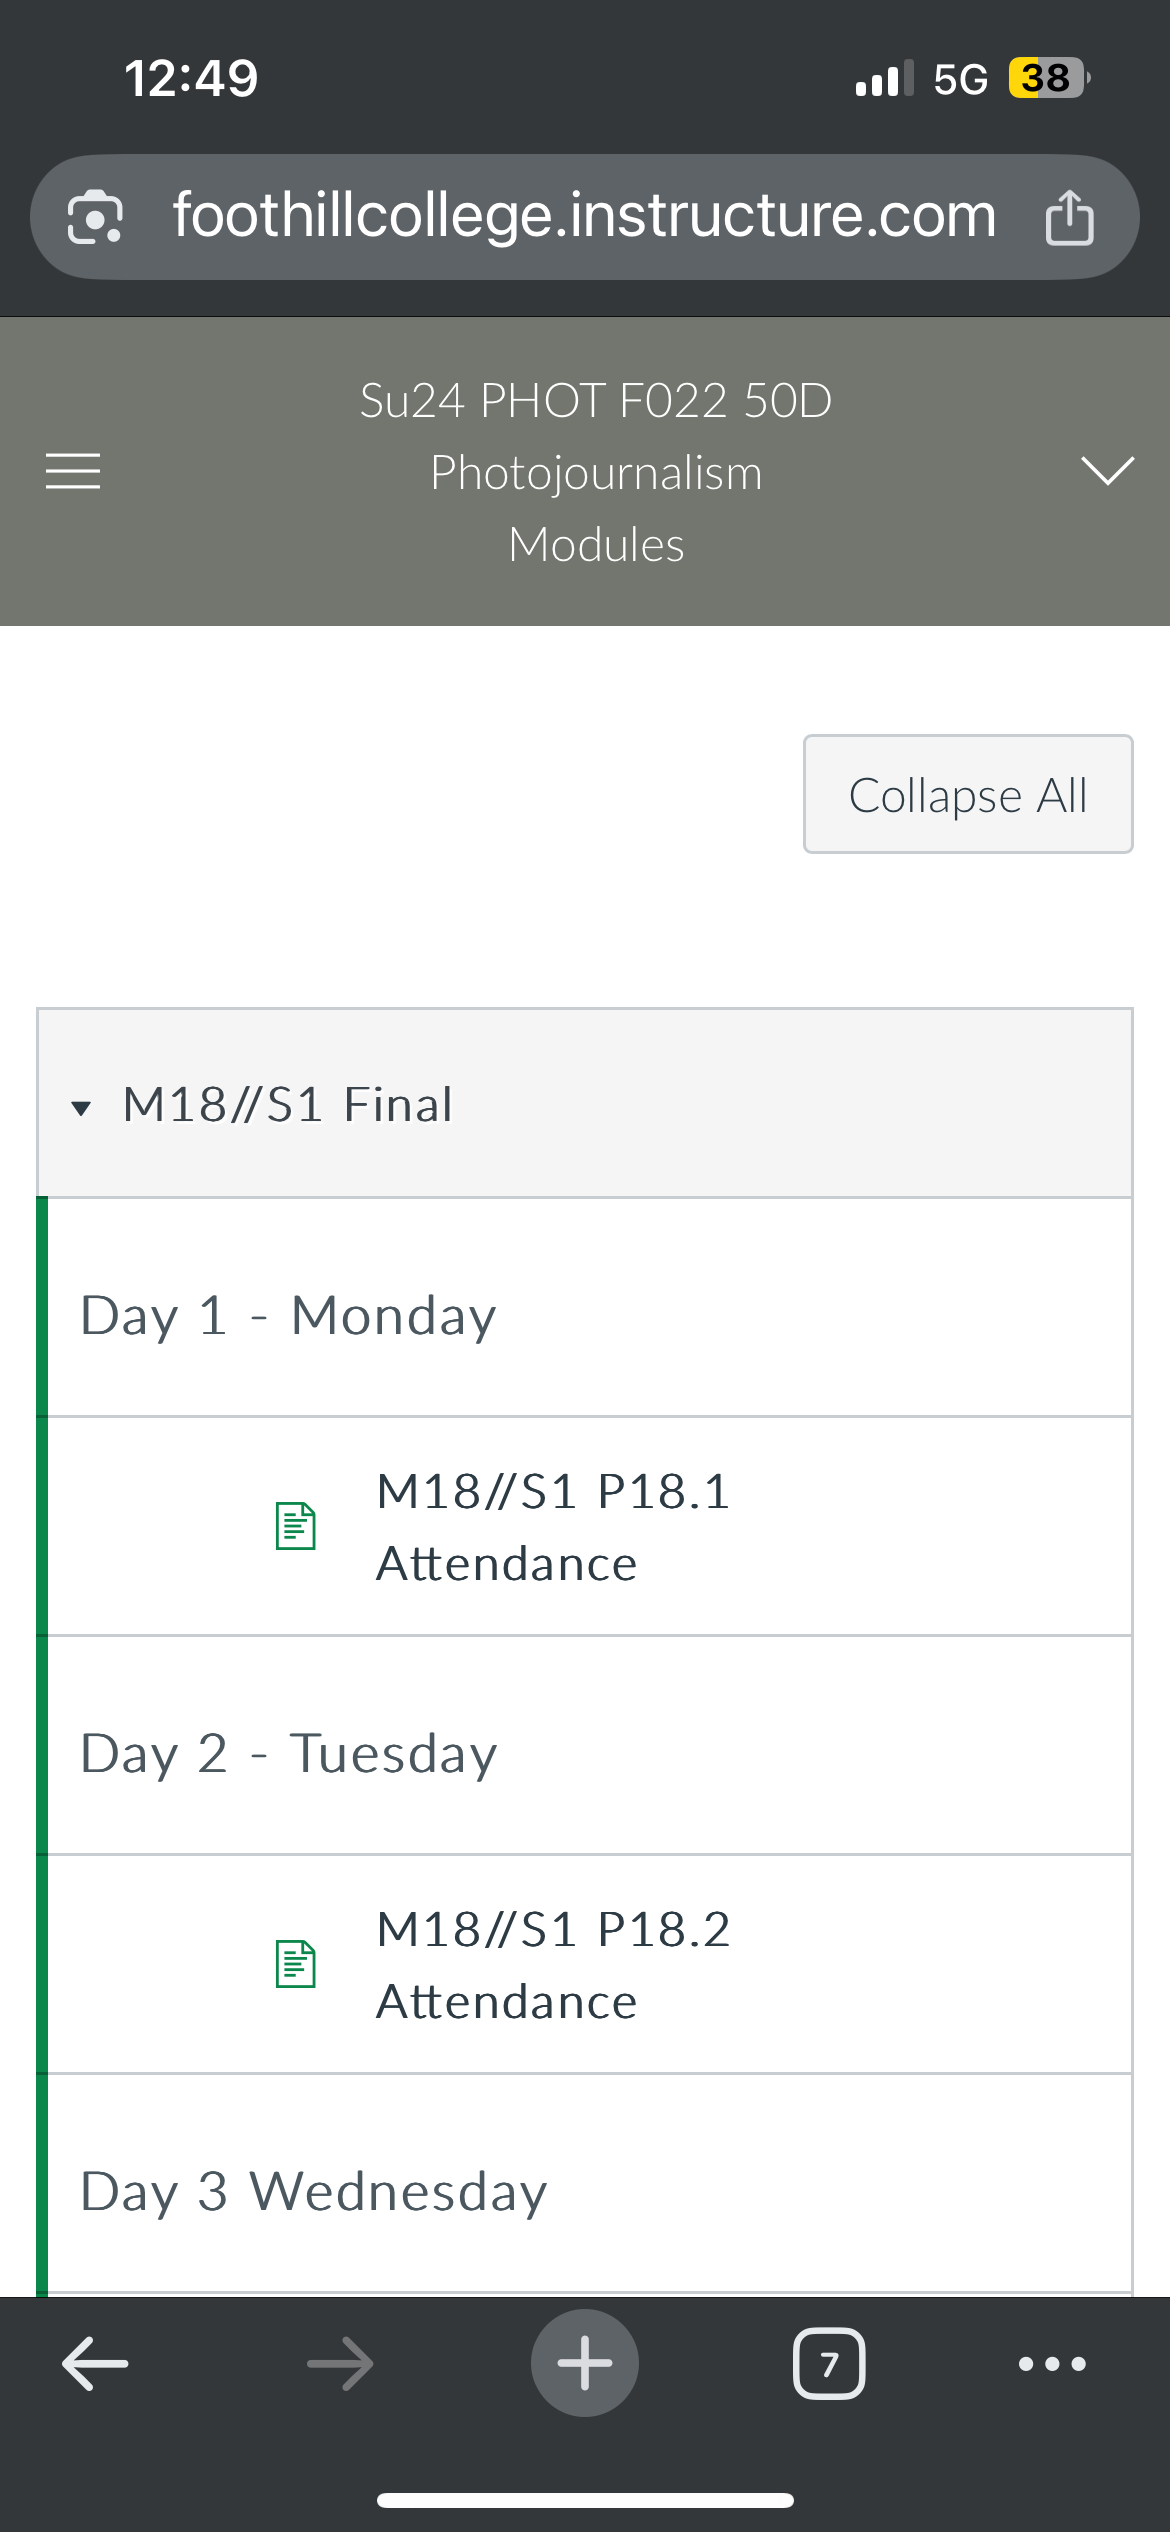 12:49
5G
38
foothillcollege.instructure.com
Su24 PHOT F022 50D
Photojournalism
Modules
Collapse All
M18//S1 Final
Day 1 - Monday
M18//S1 P18.1
Attendance
Day 2 - Tuesday
M18//S1 P18.2
Attendance
Day 3 Wednesday
7